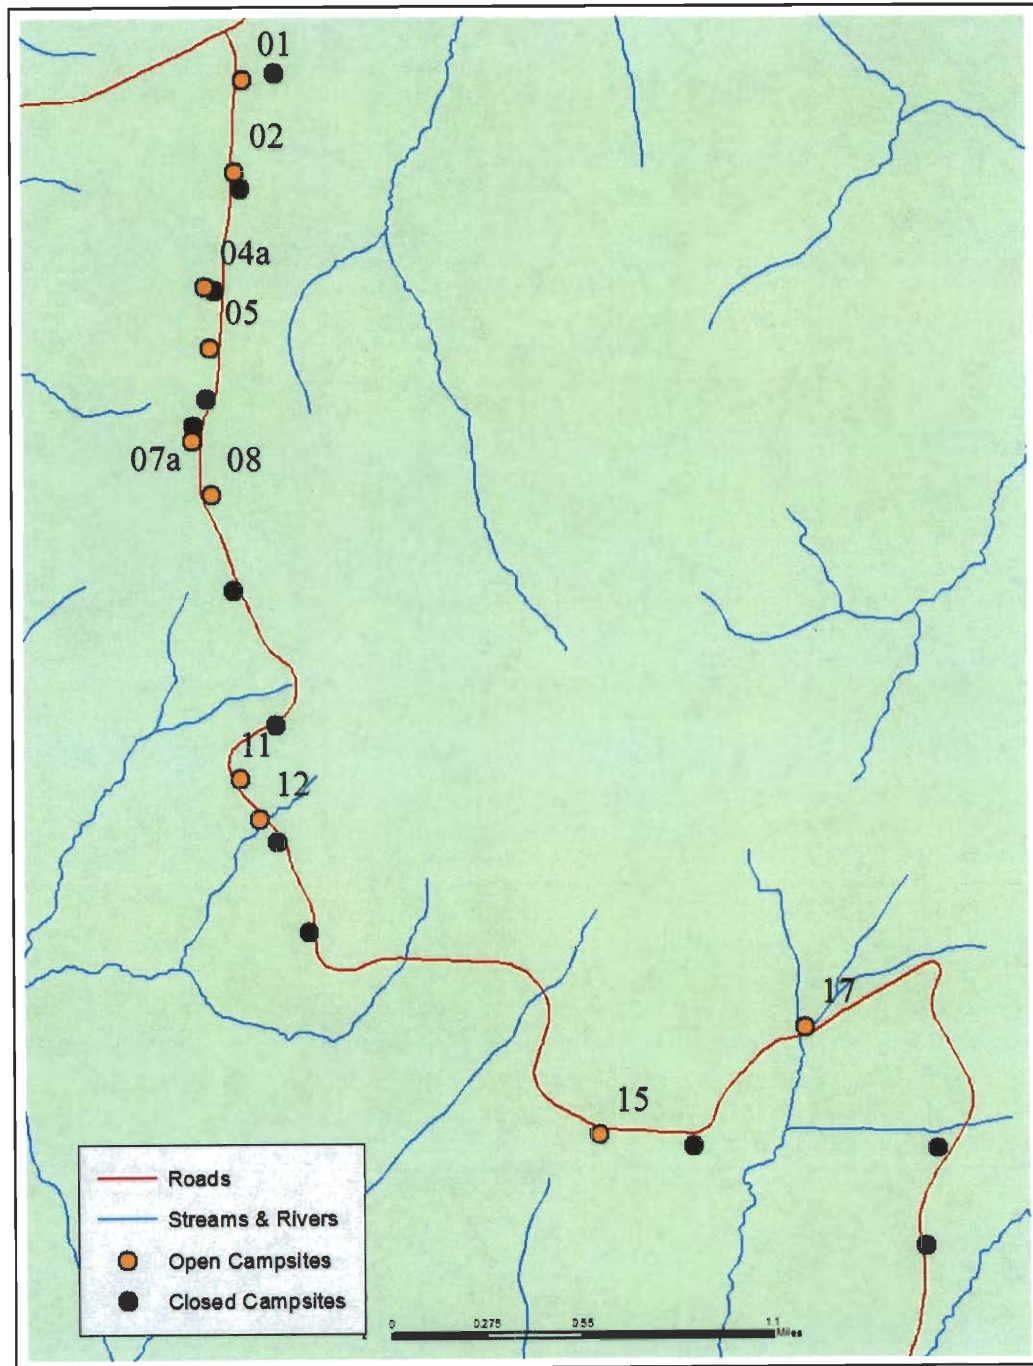 01
02
04a
05
07a 08
11
12
17
15
Roads
Streams & Rivers
Open Campsites
Closed Campsites
0 0.275 0.55 1.1
Miles